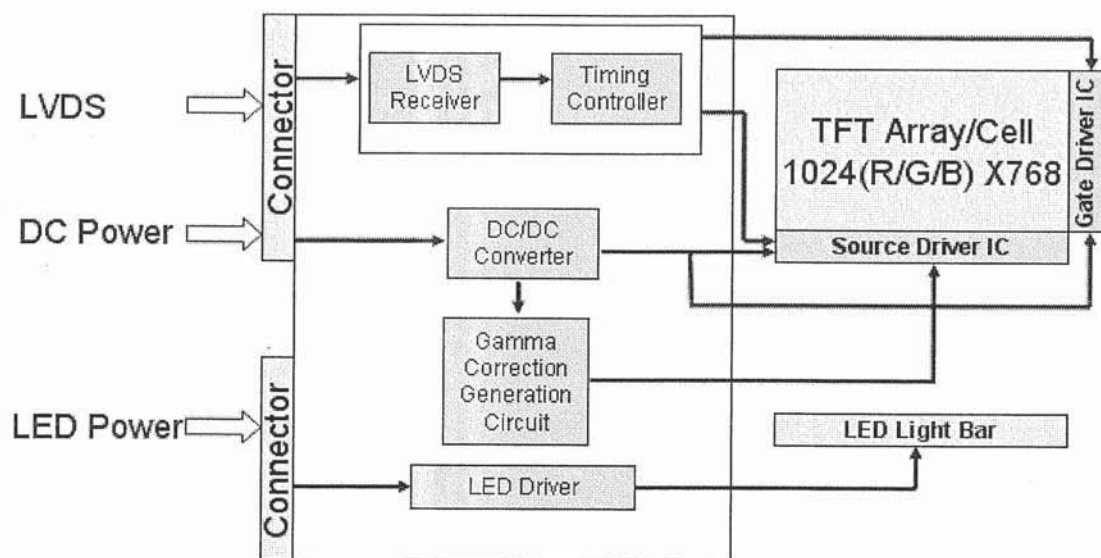 LVDS
DC Power
LED Power
Connector
Connector
LVDS
Receiver
Timing
Controller
DC/DC
Converter
Gamma
Correction
Generation
Circuit
LED Driver
TFT Array/Cell
1024(R/G/B) X768
Gate Driver IC
Source Driver IC
LED Light Bar